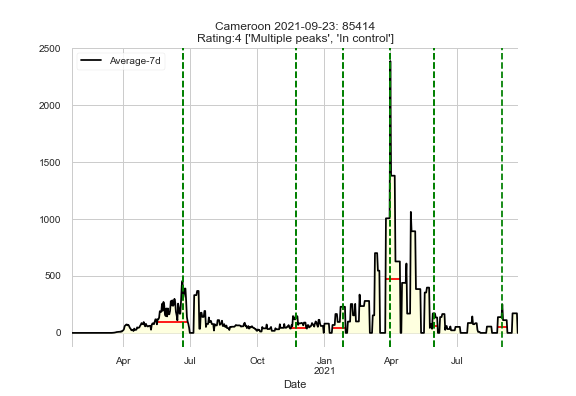 Cameroon 2021-09-23: 85414
Rating:4 ['Multiple peaks', 'In control']
Average-7d
2500
2000
1500
1000
500
0
Apr Jul Oct Jan Apr Jul
2021
Date